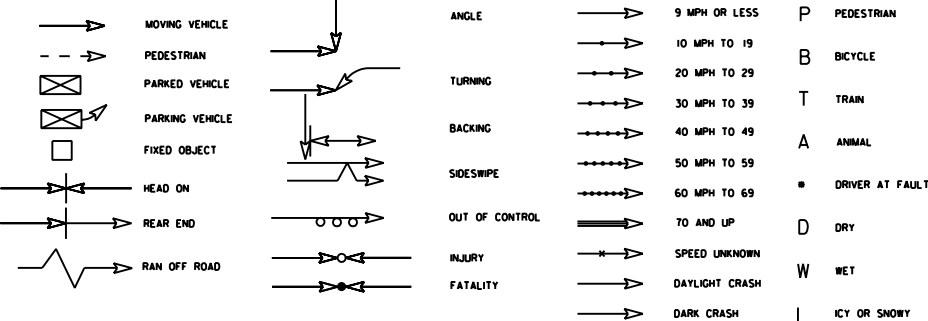 MOVING VEHICLE
PEDESTRIAN
PARKED VEHICLE
PARKING VEHICLE
FIXED OBJECT
HEAD ON
REAR END
RAN OFF ROAD
ANGLE
TURNING
BACKING
SIDESWIPE
OUT OF CONTROL
INJURY
FATALITY
9 MPH OR LESS
10 MPH TO 19
20 MPH TO 29
30 MPH TO 39
40 MPH TO 49
50 MPH TO 59
60 MPH TO 69
70 AND UP
SPEED UNKNOWN
DAYLIGHT CRASH
DARK CRASH
P PEDESTRIAN
B BICYCLE
T TRAIN
A ANIMAL
* DRIVER AT FAULT
D DRY
W WET
I ICY OR SNOWY